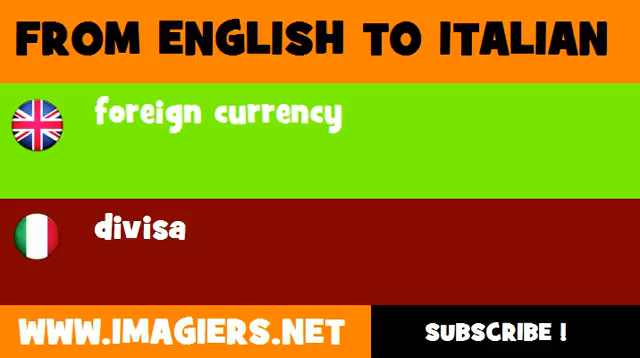 FROM ENGLISH TO ITALIAN
foreign currency
divisa
WWW.IMAGIERS.NET
SUBSCRIBE !